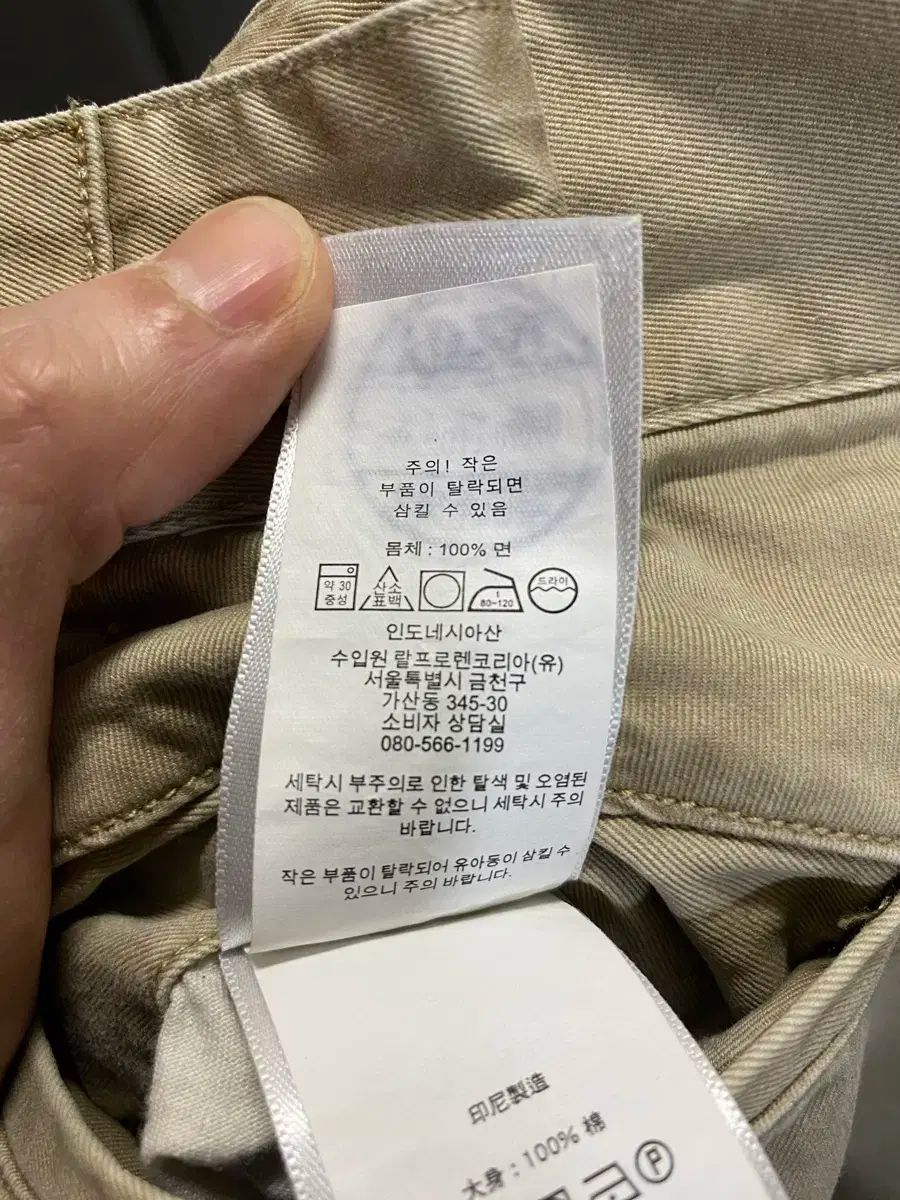 주의! 작은
부품이 탈락되면
삼킬 수 있음
몸체 : 100% 면
약 30 중성
산소 표백
80~120
드라이
인도네시아산
수입원 랄프로렌코리아(유)
서울특별시 금천구
가산동 345-30
소비자 상담실
080-566-1199
세탁시 부주의로 인한 탈색 및 오염된
제품은 교환할 수 없으니 세탁시 주의
바랍니다.
작은 부품이 탈락되어 유아동이 삼킬 수
있으니 주의 바랍니다.
印尼製造
大身 : 100% 棉
P